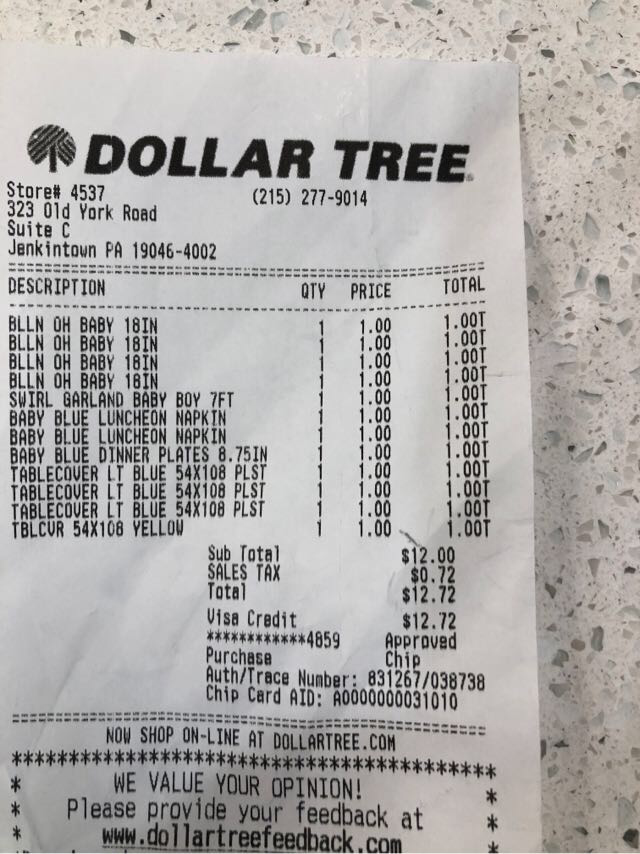 DOLLAR TREE
Store# 4537 (215) 277-9014
323 Old York Road
Suite C
Jenkintown PA 19046-4002
DESCRIPTION QTY PRICE TOTAL
BLLN OH BABY 18IN 1 1.00 1.00T
BLLN OH BABY 18IN 1 1.00 1.00T
BLLN OH BABY 18IN 1 1.00 1.00T
BLLN OH BABY 18IN 1 1.00 1.00T
SWIRL GARLAND BABY BOY 7FT 1 1.00 1.00T
BABY BLUE LUNCHEON NAPKIN 1 1.00 1.00T
BABY BLUE LUNCHEON NAPKIN 1 1.00 1.00T
BABY BLUE DINNER PLATES 8.75IN 1 1.00 1.00T
TABLECOVER LT BLUE 54X108 PLST 1 1.00 1.00T
TABLECOVER LT BLUE 54X108 PLST 1 1.00 1.00T
TABLECOVER LT BLUE 54X108 PLST 1 1.00 1.00T
TBLCVR 54X108 YELLOW 1 1.00 1.00T
Sub Total $12.00
SALES TAX $0.72
Total $12.72
Visa Credit $12.72
************4859 Approved
Purchase Chip
Auth/Trace Number: 831267/038738
Chip Card AID: A0000000031010
NOW SHOP ON-LINE AT DOLLARTREE.COM
******************************************
* WE VALUE YOUR OPINION! *
* Please provide your feedback at *
* www.dollartreefeedback.com *